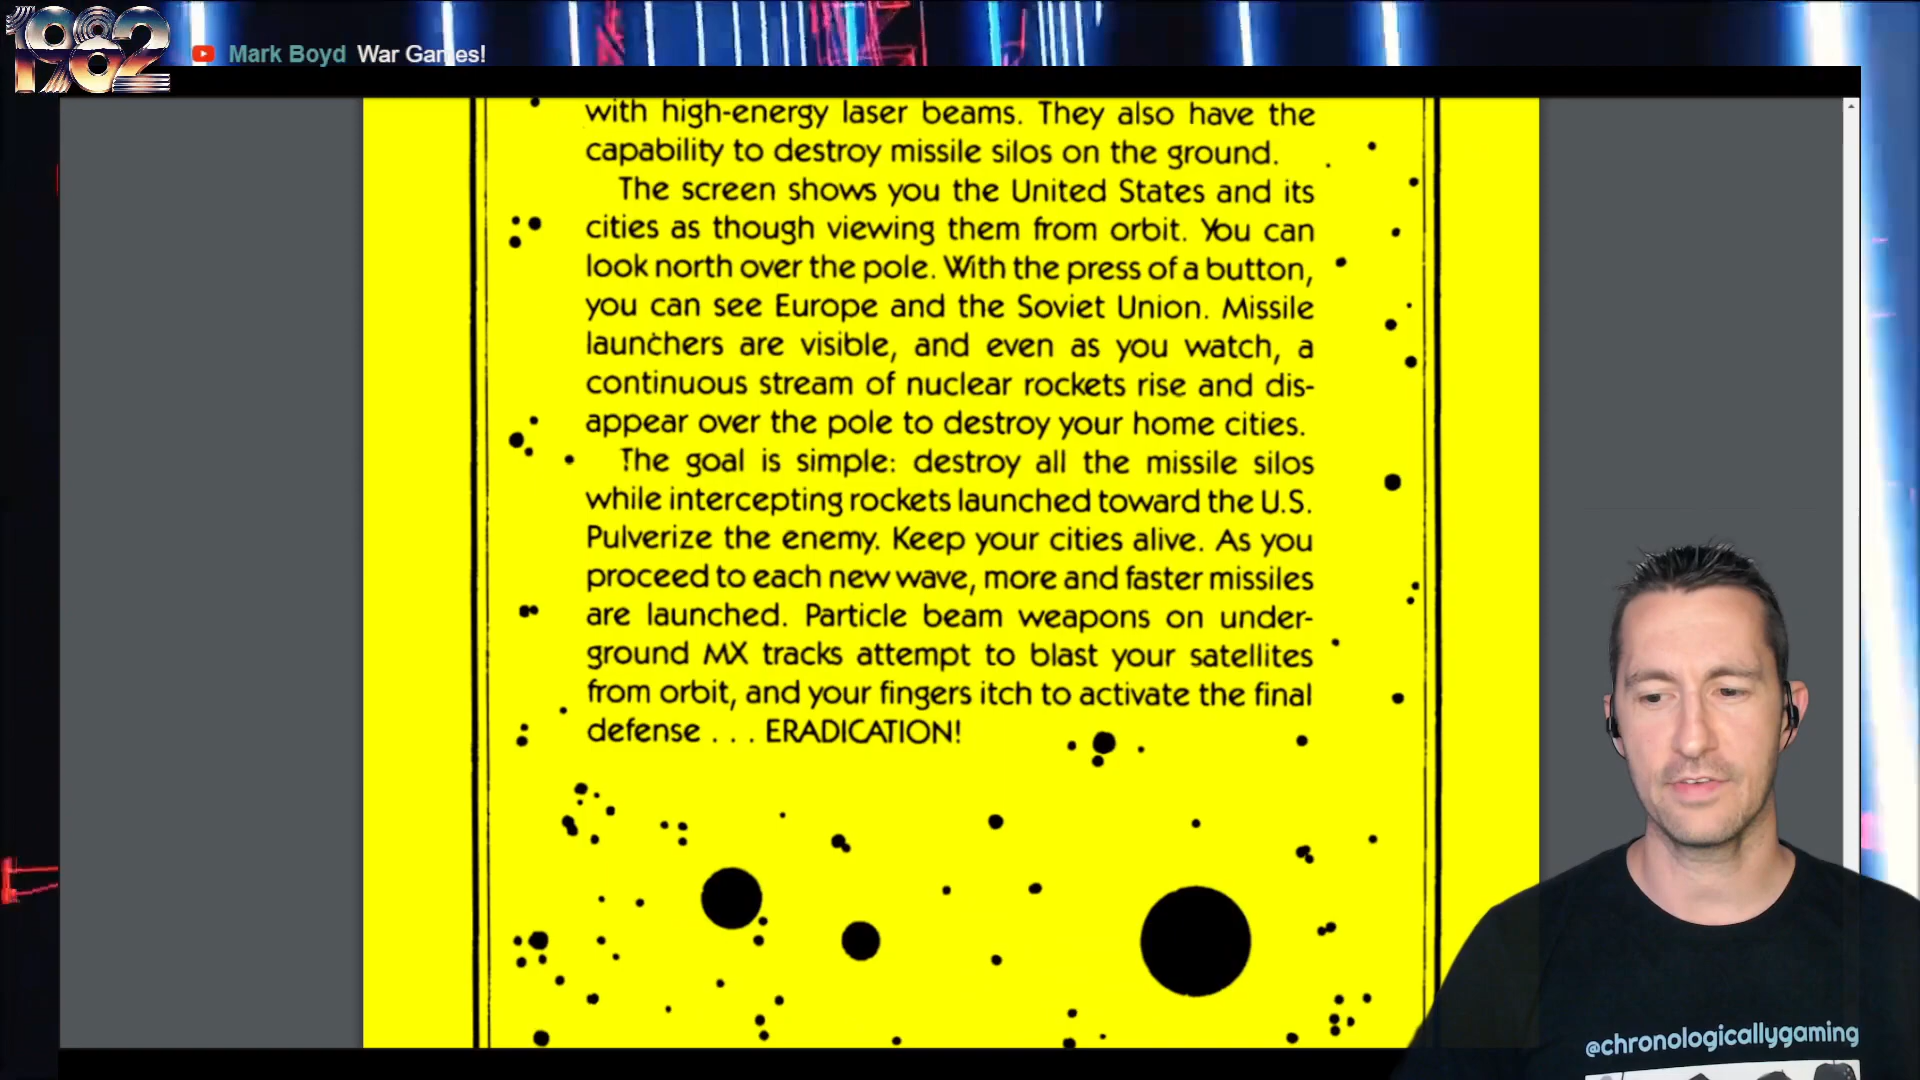 1982
Mark Boyd War Games!
with high-energy laser beams. They also have the
capability to destroy missile silos on the ground.
The screen shows you the United States and its
cities as though viewing them from orbit. You can
look north over the pole. With the press of a button,
you can see Europe and the Soviet Union. Missile
launchers are visible, and even as you watch, a
continuous stream of nuclear rockets rise and dis-
appear over the pole to destroy your home cities.
The goal is simple: destroy all the missile silos
while intercepting rockets launched toward the U.S.
Pulverize the enemy. Keep your cities alive. As you
proceed to each new wave, more and faster missiles
are launched. Particle beam weapons on under-
ground MX tracks attempt to blast your satellites
from orbit, and your fingers itch to activate the final
defense . . . ERADICATION!
@chronologicallygaming